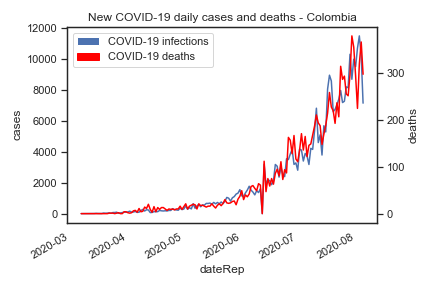 New COVID-19 daily cases and deaths - Colombia
COVID-19 infections
COVID-19 deaths
12000
10000
8000
6000
4000
2000
0
cases
300
200
100
0
deaths
2020-03
2020-04
2020-05
2020-06
2020-07
2020-08
dateRep